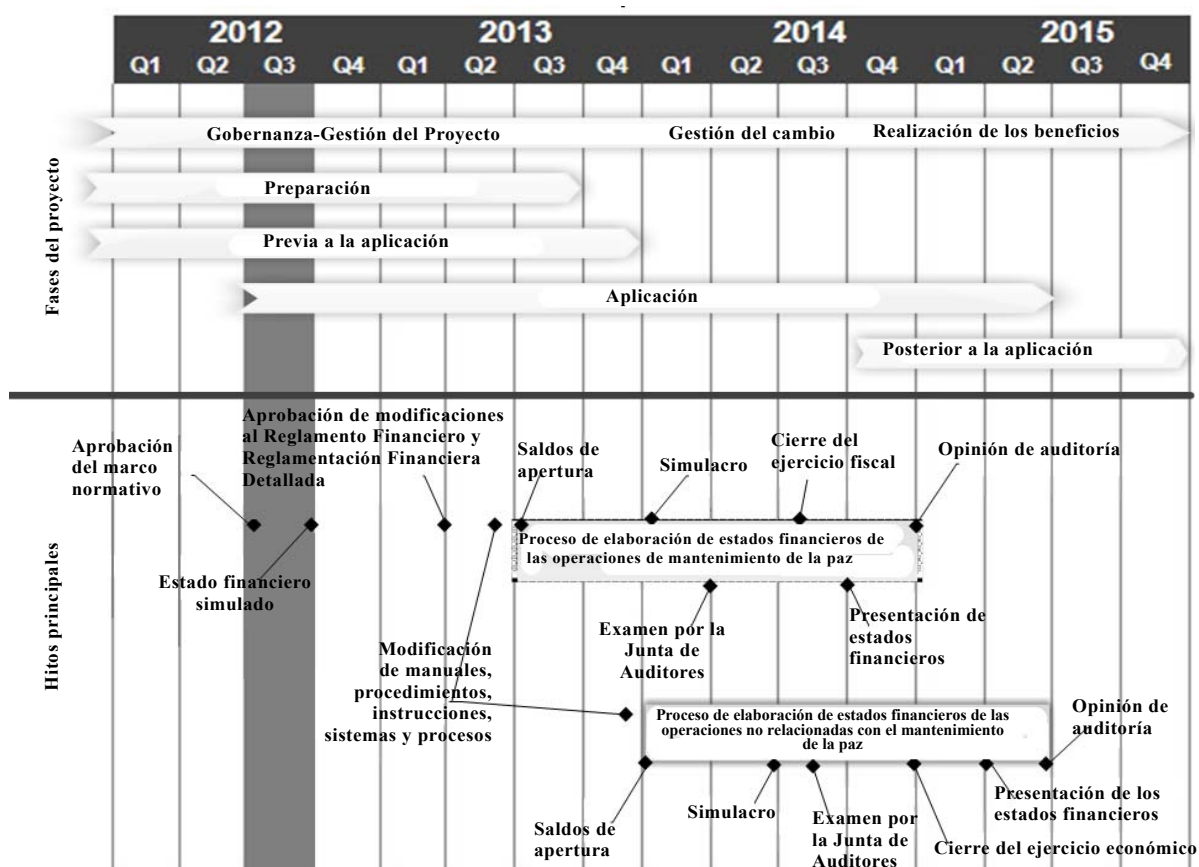 2012 2013 2014 2015
Q1 Q2 Q3 Q4 Q1 Q2 Q3 Q4 Q1 Q2 Q3 Q4 Q1 Q2 Q3 Q4
Fases del proyecto
Gobernanza-Gestión del Proyecto Gestión del cambio Realización de los beneficios
Preparación
Previa a la aplicación
Aplicación
Posterior a la aplicación
Hitos principales
Aprobación
del marco
normativo
Estado financiero
simulado
Aprobación de modificaciones
al Reglamento Financiero y
Reglamentación Financiera
Detallada
Saldos de
apertura
Simulacro
Cierre del
ejercicio fiscal
Opinión de auditoría
Proceso de elaboración de estados financieros de
las operaciones de mantenimiento de la paz
Examen por la
Junta de
Auditores
Presentación de
estados
financieros
Modificación
de manuales,
procedimientos,
instrucciones,
sistemas y procesos
Proceso de elaboración de estados financieros de las
operaciones no relacionadas con el mantenimiento
de la paz
Opinión de
auditoría
Saldos de
apertura
Simulacro
Examen por
la Junta de
Auditores
Presentación de los
estados financieros
Cierre del ejercicio económico